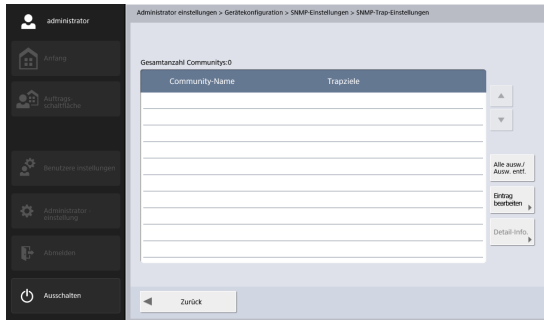 administrator
Administrator einstellungen > Gerätekonfiguration > SNMP-Einstellungen > SNMP-Trap-Einstellungen
Anfang
Auftrags-
schaltfläche
Benutzere instellungen
Administrator
einstellung
Abmelden
Ausschalten
Gesamtanzahl Communitys:0
Community-Name
Trapziele
Alle ausw./
Ausw. entf.
Eintrag
bearbeiten
Detail-Info.
Zurück